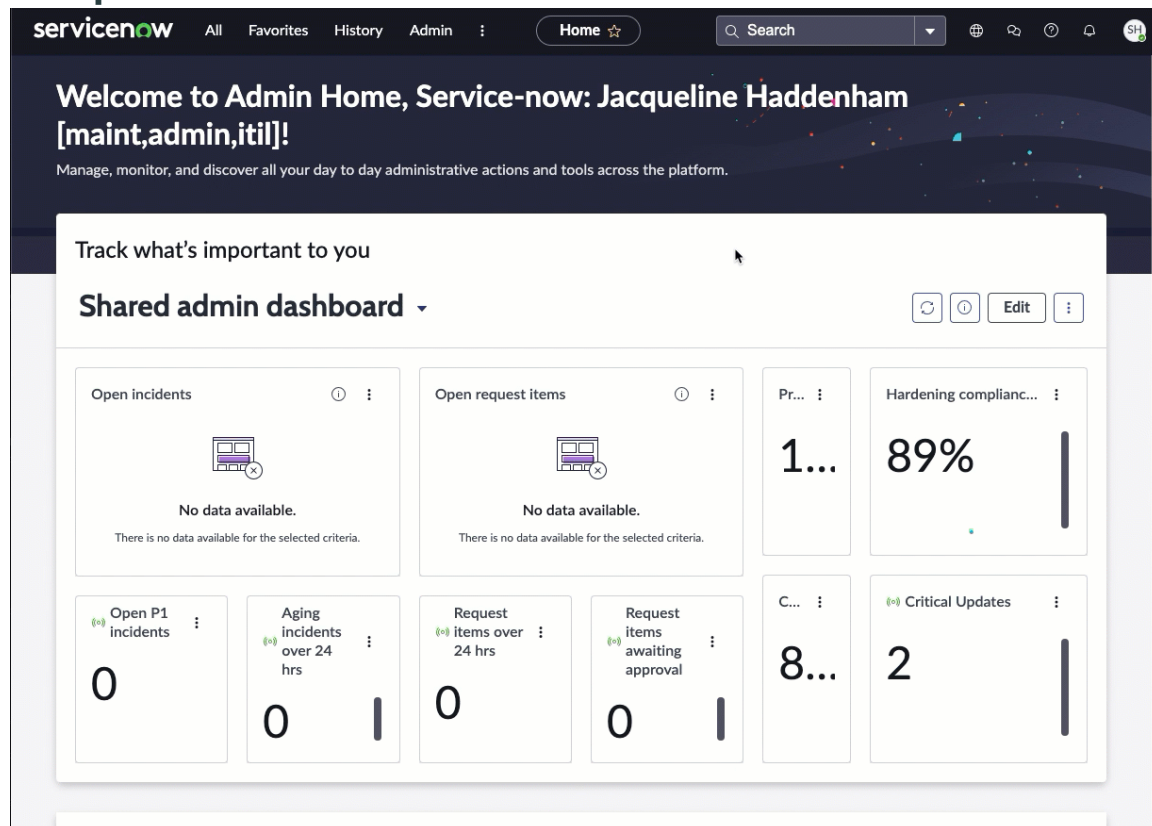 servicenow All Favorites History Admin Home Search SH
Welcome to Admin Home, Service-now: Jacqueline Haddenham
[maint,admin,itil]!
Manage, monitor, and discover all your day to day administrative actions and tools across the platform.
Track what's important to you
Shared admin dashboard
Edit
Open incidents
No data available.
There is no data available for the selected criteria.
Open request items
No data available.
There is no data available for the selected criteria.
Pr...
1...
Hardening complianc...
89%
Open P1
incidents
0
Aging
incidents
over 24
hrs
0
Request
items over
24 hrs
0
Request
items
awaiting
approval
0
C...
8...
Critical Updates
2